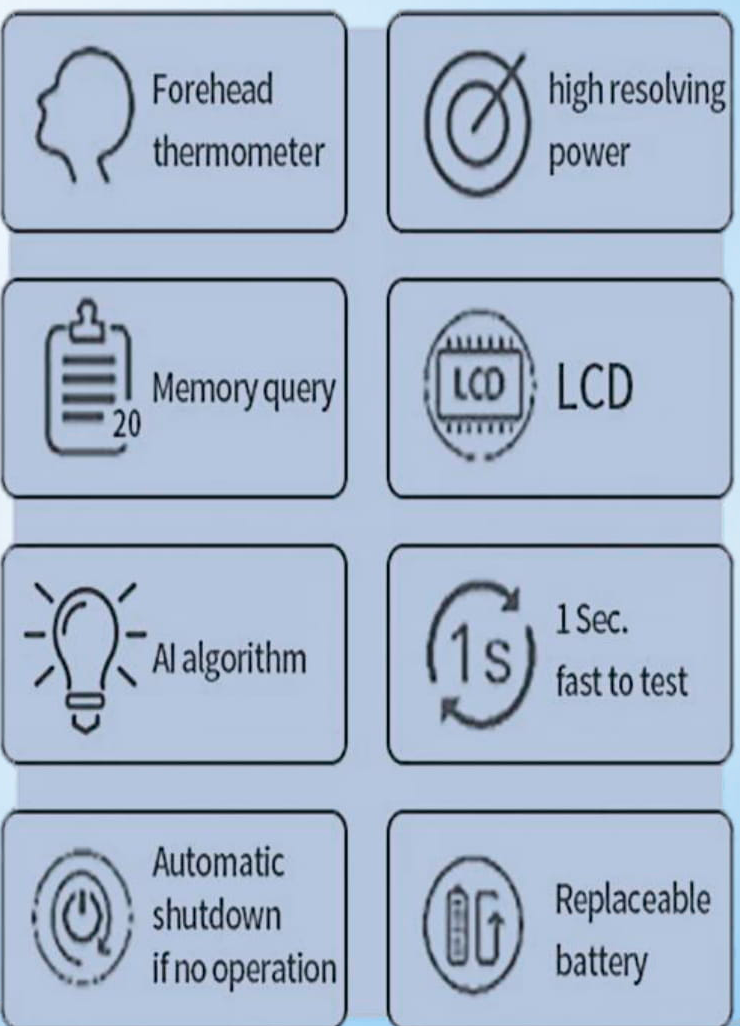 Forehead
thermometer
high resolving
power
20
Memory query
LCD
LCD
AI algorithm
1s
1 Sec.
fast to test
Automatic
shutdown
if no operation
Replaceable
battery